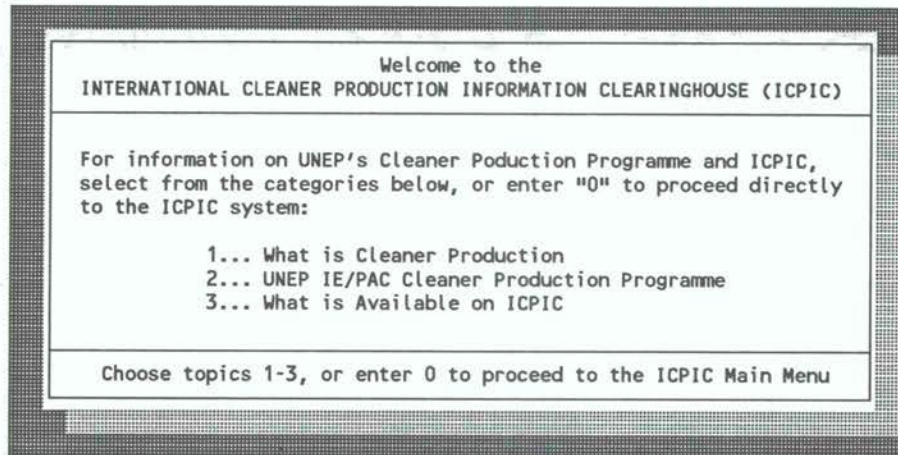 Welcome to the
INTERNATIONAL CLEANER PRODUCTION INFORMATION CLEARINGHOUSE (ICPIC)
For information on UNEP's Cleaner Poduction Programme and ICPIC,
select from the categories below, or enter "0" to proceed directly
to the ICPIC system:
1... What is Cleaner Production
2... UNEP IE/PAC Cleaner Production Programme
3... What is Available on ICPIC
Choose topics 1-3, or enter 0 to proceed to the ICPIC Main Menu